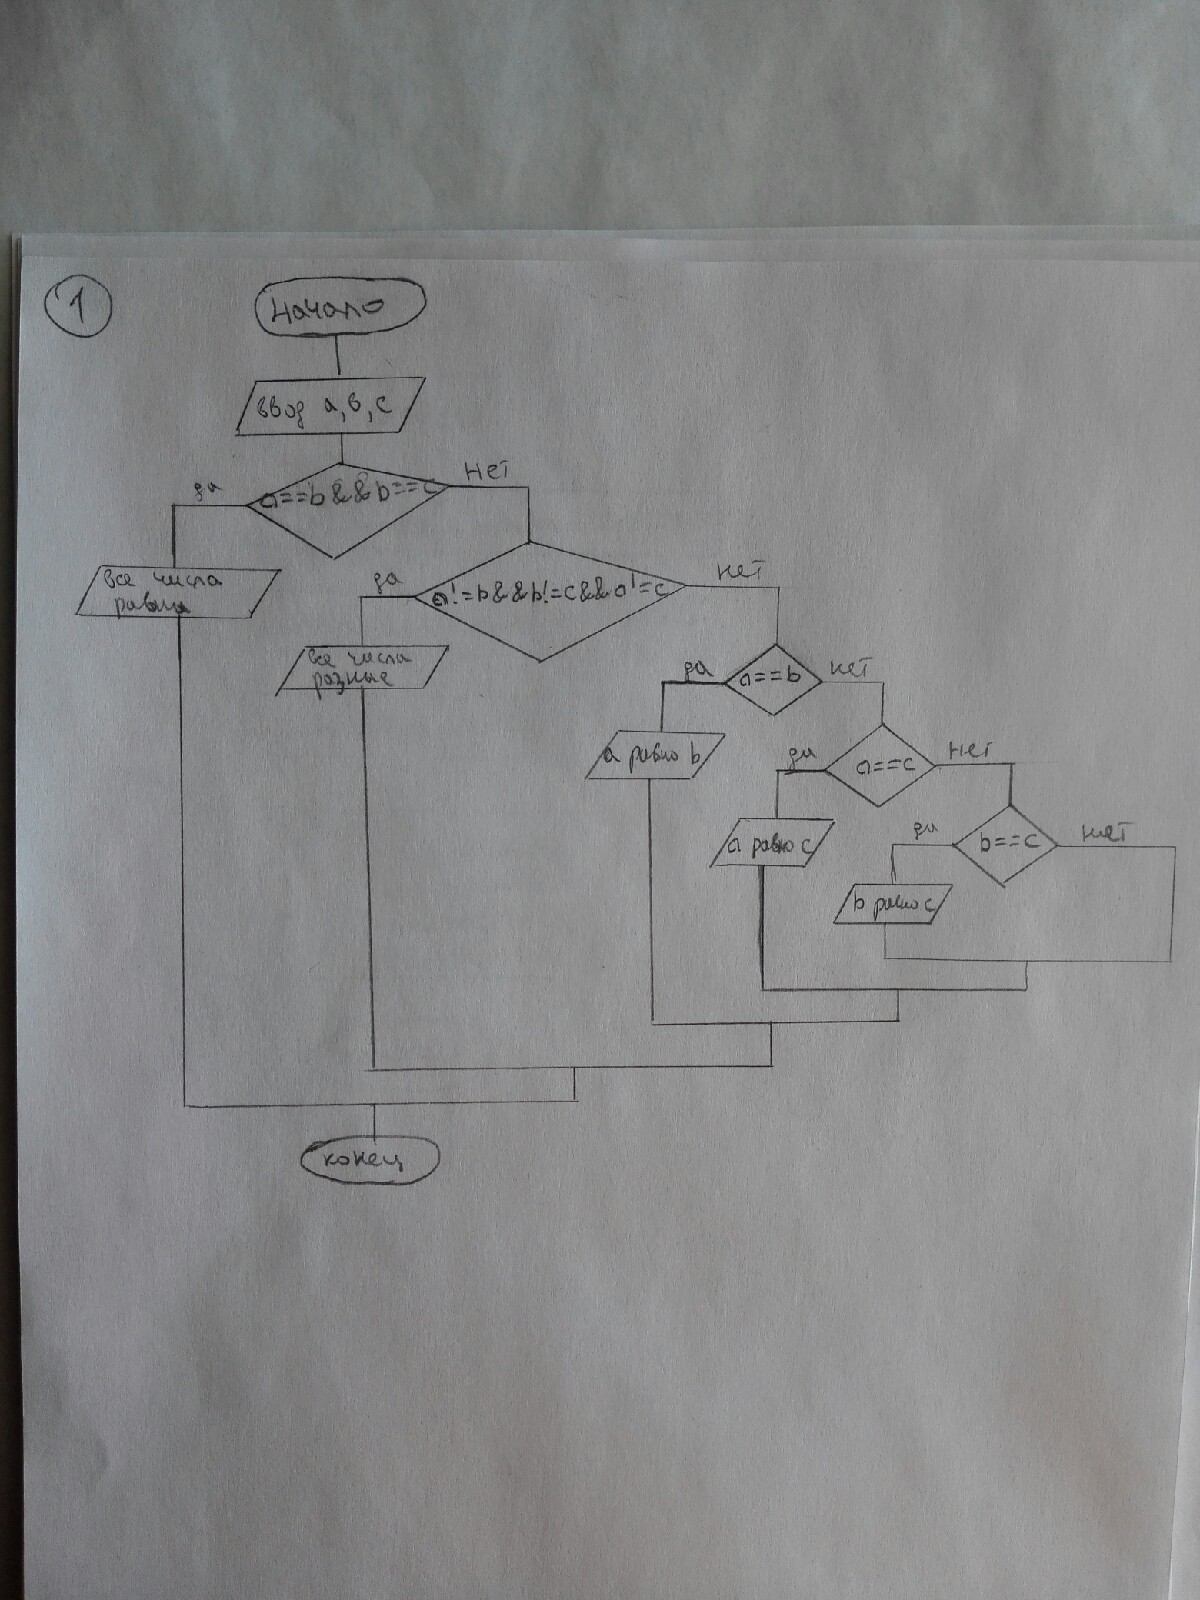 1
начало
ввод a, b, c
да
a==b&&b==c
нет
все числа
равны
да
a!=b&&b!=c&&a!=c
нет
все числа
разные
да
a==b
нет
a равно b
да
a==c
нет
a равно c
да
b==c
нет
b равно c
конец